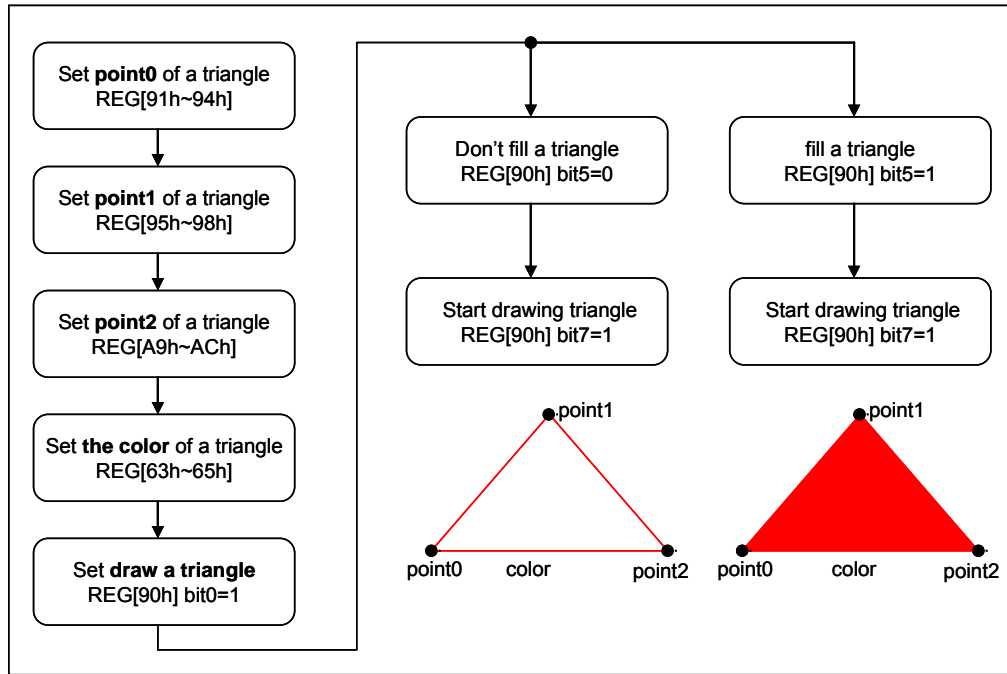 Set point0 of a triangle
REG[91h~94h]
Set point1 of a triangle
REG[95h~98h]
Set point2 of a triangle
REG[A9h~ACh]
Set the color of a triangle
REG[63h~65h]
Set draw a triangle
REG[90h] bit0=1
Don't fill a triangle
REG[90h] bit5=0
Start drawing triangle
REG[90h] bit7=1
point1
point0
color
point2
fill a triangle
REG[90h] bit5=1
Start drawing triangle
REG[90h] bit7=1
point1
point0
color
point2